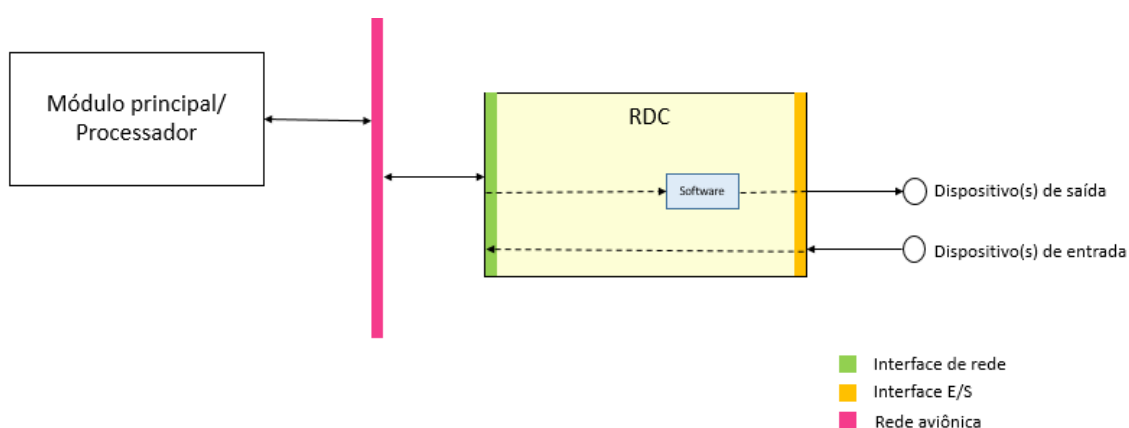 Módulo principal/
Processador
RDC
Software
Dispositivo(s) de saída
Dispositivo(s) de entrada
Interface de rede
Interface E/S
Rede aviônica